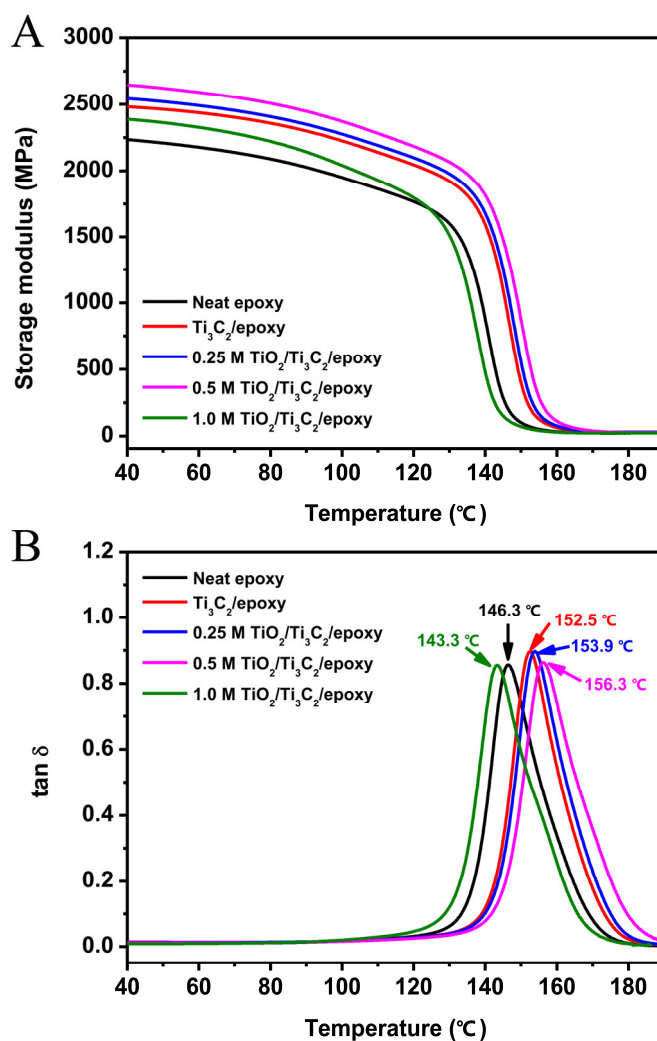 A
3000
2500
2000
1500
1000
500
0
Storage modulus (MPa)
Neat epoxy
Ti₃C₂/epoxy
0.25 M TiO₂/Ti₃C₂/epoxy
0.5 M TiO₂/Ti₃C₂/epoxy
1.0 M TiO₂/Ti₃C₂/epoxy
40 60 80 100 120 140 160 180
Temperature (℃)
B
1.2
1.0
0.8
0.6
0.4
0.2
0.0
tan δ
Neat epoxy
Ti₃C₂/epoxy
0.25 M TiO₂/Ti₃C₂/epoxy
0.5 M TiO₂/Ti₃C₂/epoxy
1.0 M TiO₂/Ti₃C₂/epoxy
146.3 ℃
152.5 ℃
143.3 ℃
153.9 ℃
156.3 ℃
40 60 80 100 120 140 160 180
Temperature (℃)